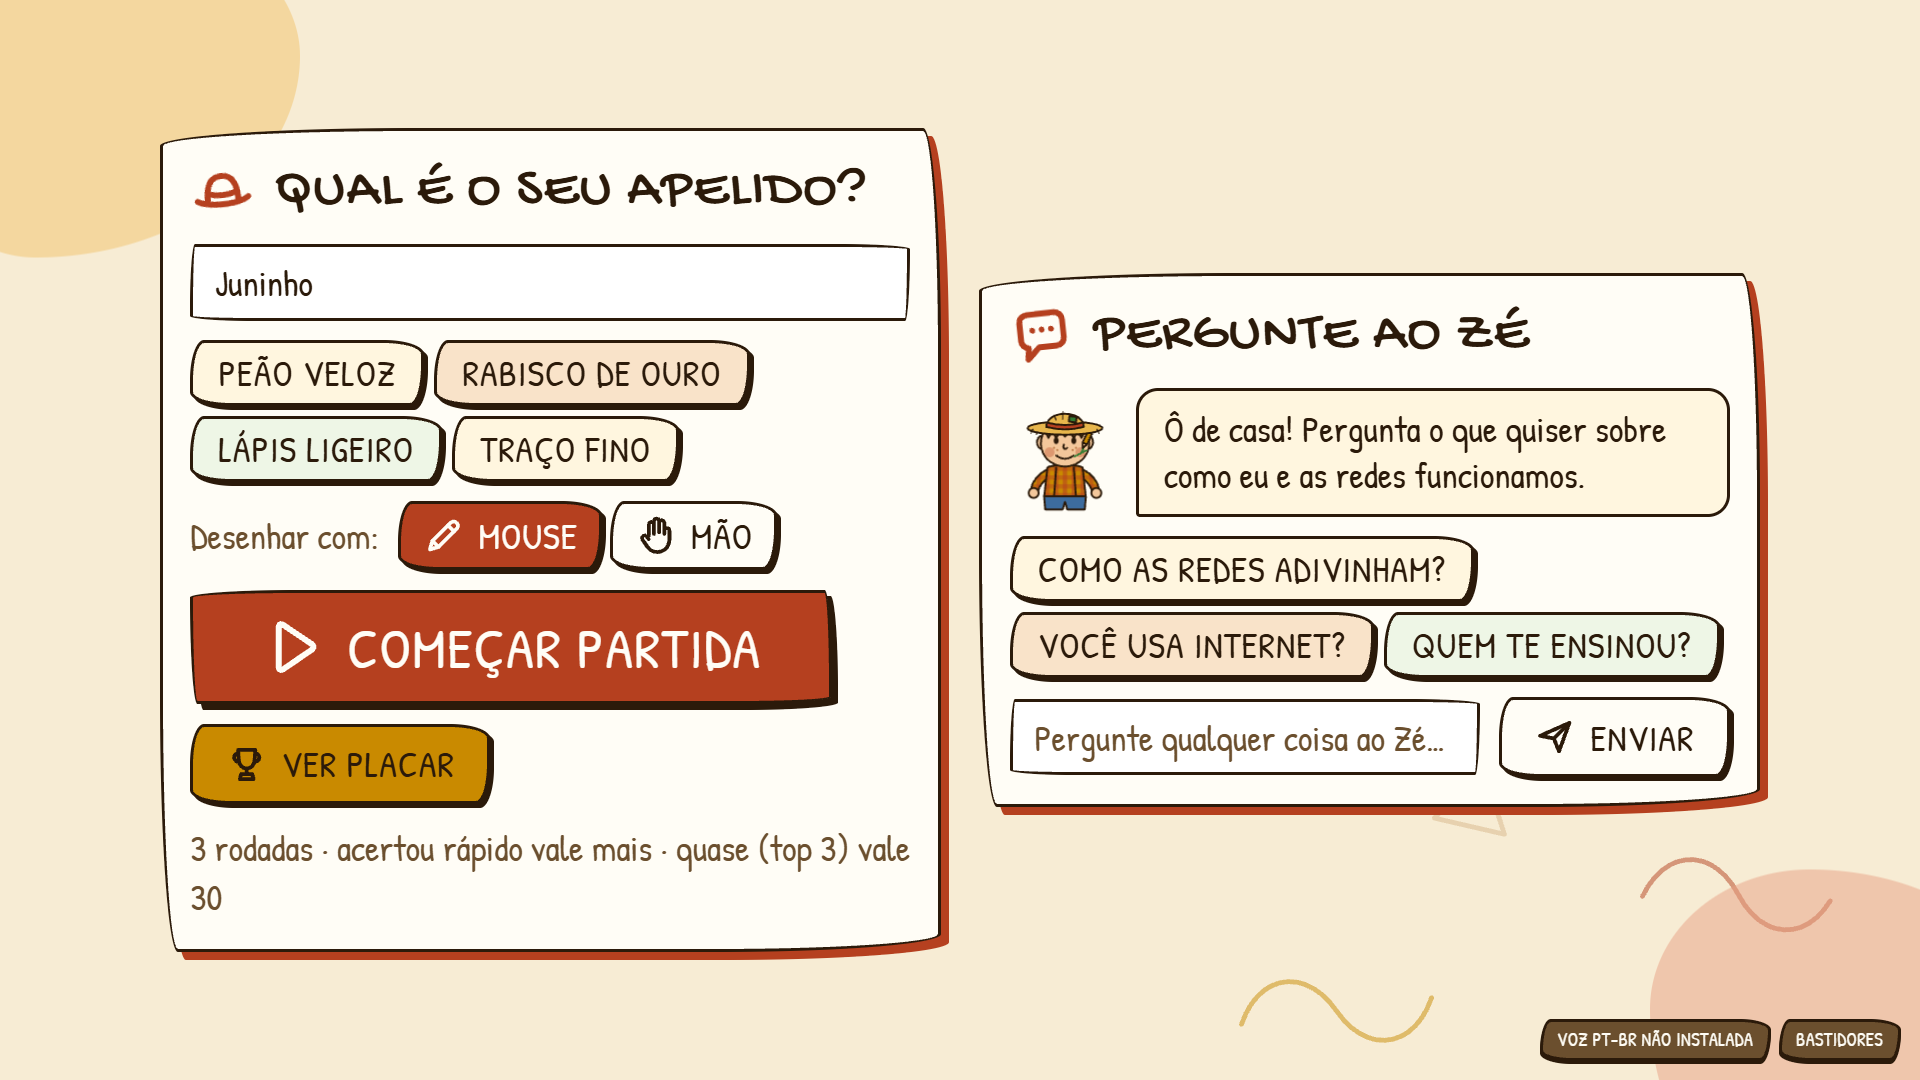 QUAL É O SEU APELIDO?
Juninho
PEÃO VELOZ
RABISCO DE OURO
LÁPIS LIGEIRO
TRAÇO FINO
Desenhar com:
MOUSE
MÃO
COMEÇAR PARTIDA
VER PLACAR
3 rodadas · acertou rápido vale mais · quase (top 3) vale
30
PERGUNTE AO ZÉ
Ô de casa! Pergunta o que quiser sobre
como eu e as redes funcionamos.
COMO AS REDES ADIVINHAM?
VOCÊ USA INTERNET?
QUEM TE ENSINOU?
Pergunte qualquer coisa ao Zé...
ENVIAR
VOZ PT-BR NÃO INSTALADA
BASTIDORES